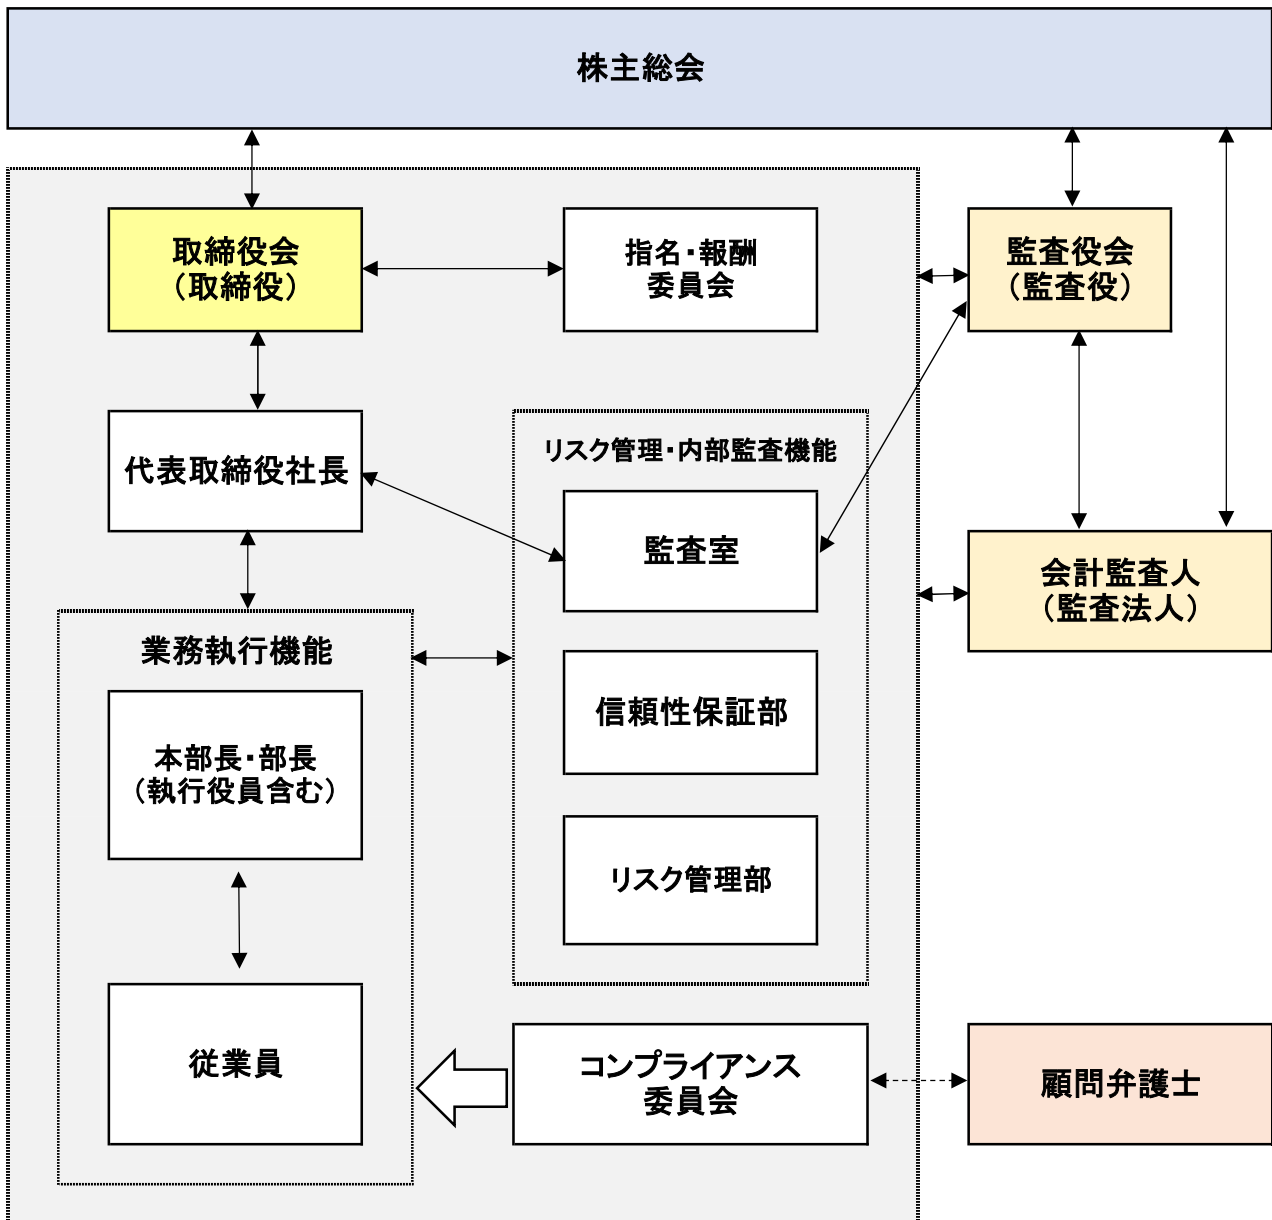 株主総会
取締役会
（取締役）
指名・報酬
委員会
監査役会
（監査役）
代表取締役社長
リスク管理・内部監査機能
監査室
会計監査人
（監査法人）
業務執行機能
信頼性保証部
本部長・部長
（執行役員含む）
リスク管理部
従業員
コンプライアンス
委員会
顧問弁護士